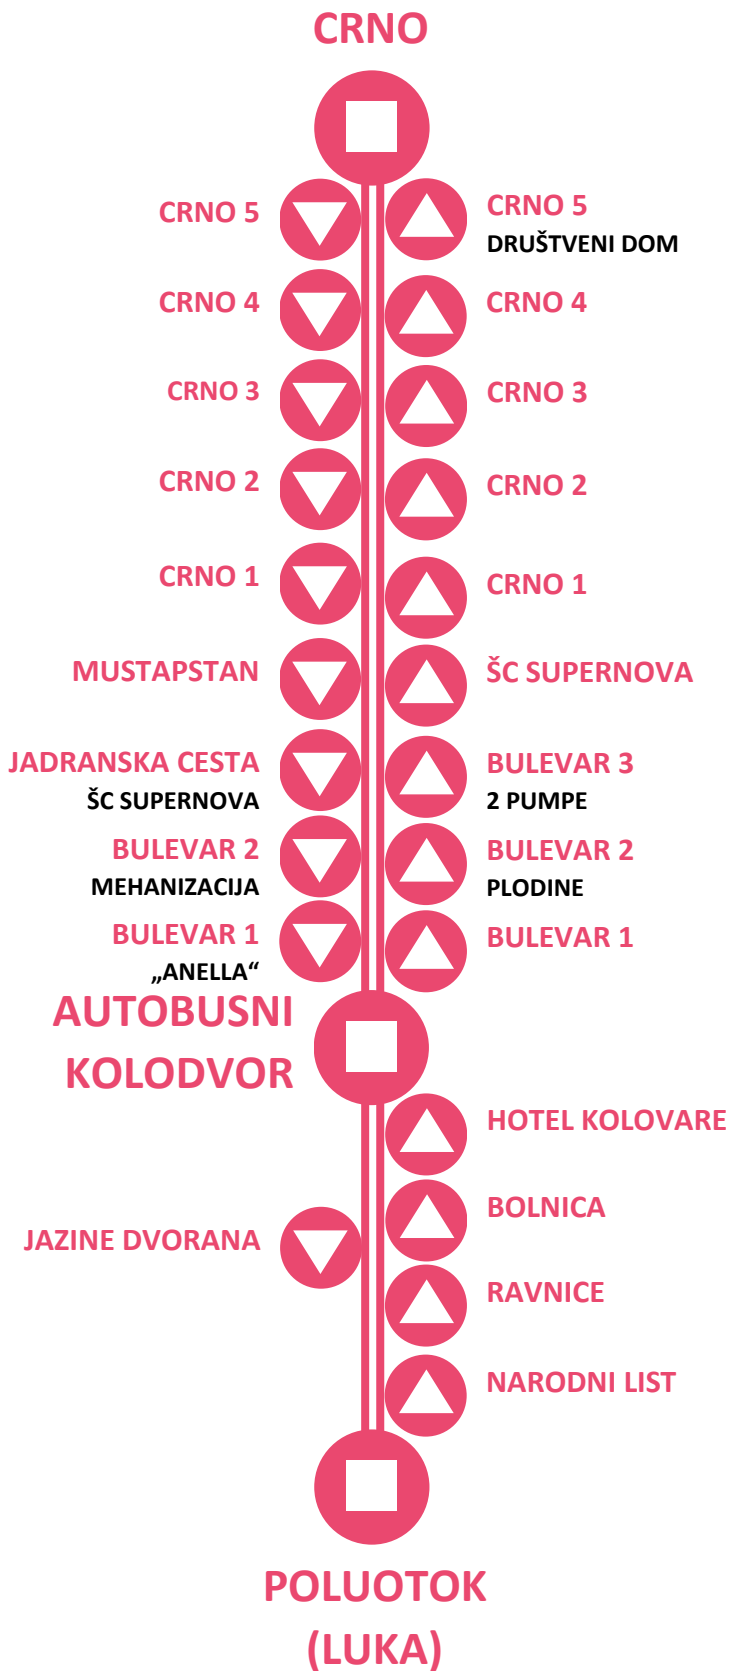 CRNO
CRNO 5
CRNO 5
DRUŠTVENI DOM
CRNO 4
CRNO 4
CRNO 3
CRNO 3
CRNO 2
CRNO 2
CRNO 1
CRNO 1
MUSTAPSTAN
ŠC SUPERNOVA
JADRANSKA CESTA
ŠC SUPERNOVA
BULEVAR 3
2 PUMPE
BULEVAR 2
MEHANIZACIJA
BULEVAR 2
PLODINE
BULEVAR 1
„ANELLA“
BULEVAR 1
AUTOBUSNI
KOLODVOR
HOTEL KOLOVARE
BOLNICA
JAZINE DVORANA
RAVNICE
NARODNI LIST
POLUOTOK
(LUKA)